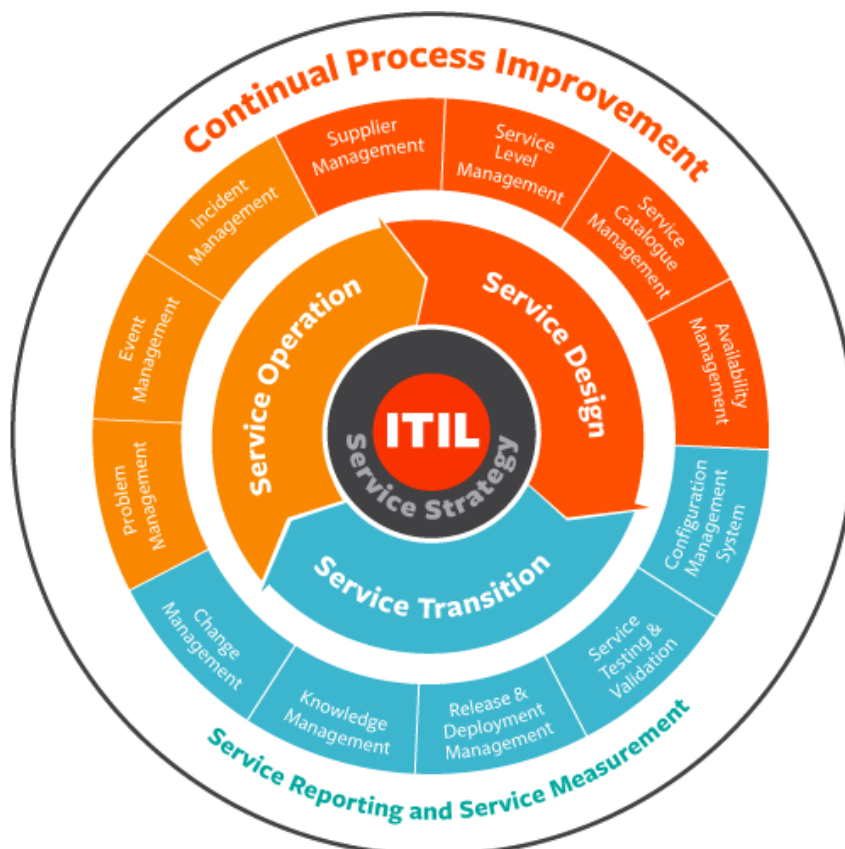 Continual Process Improvement
Supplier
Management
Service
Level
Management
Service
Catalogue
Management
Availability
Management
Configuration
Management
System
Service
Testing &
Validation
Release &
Deployment
Management
Knowledge
Management
Change
Management
Problem
Management
Event
Management
Incident
Management
Service Operation
Service Design
Service Transition
ITIL
Service Strategy
Service Reporting and Service Measurement